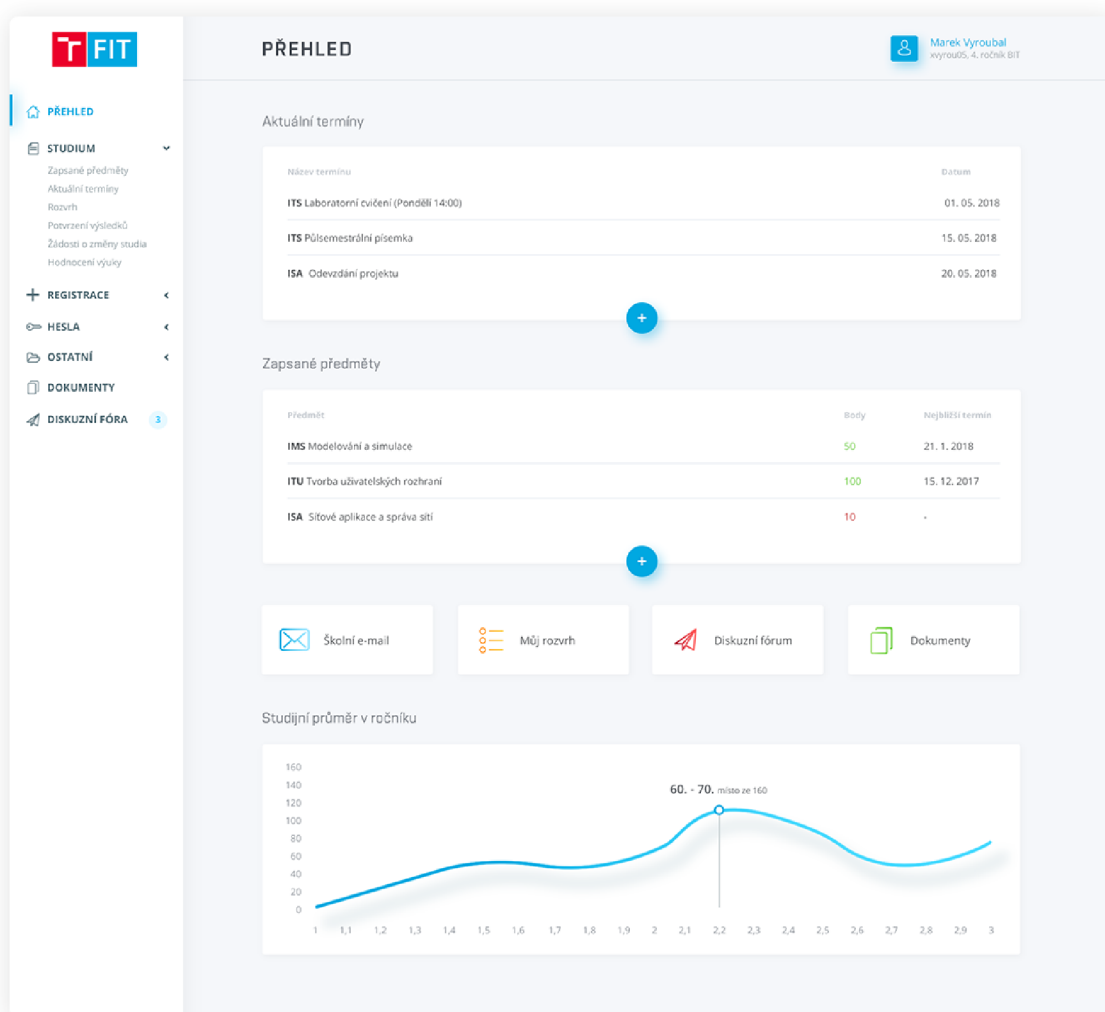 T FIT
PŘEHLED
Marek Vyroubal
xvyrou05, 4. ročník BIT
PŘEHLED
STUDIUM
Zapsané předměty
Aktuální termíny
Rozvrh
Potvrzení výsledků
Žádosti o změny studia
Hodnocení výuky
REGISTRACE
HESLA
OSTATNÍ
DOKUMENTY
DISKUZNÍ FÓRA 3
Aktuální termíny
Název termínu Datum
ITS Laboratorní cvičení (Pondělí 14:00) 01. 05. 2018
ITS Půlsemestrální písemka 15. 05. 2018
ISA Odevzdání projektu 20. 05. 2018
+
Zapsané předměty
Předmět Body Nejbližší termín
IMS Modelování a simulace 50 21. 1. 2018
ITU Tvorba uživatelských rozhraní 100 15. 12. 2017
ISA Síťové aplikace a správa sítí 10 -
+
Školní e-mail
Můj rozvrh
Diskuzní fórum
Dokumenty
Studijní průměr v ročníku
160
140
120
100
80
60
40
20
0
60. - 70. místo ze 160
1 1,1 1,2 1,3 1,4 1,5 1,6 1,7 1,8 1,9 2 2,1 2,2 2,3 2,4 2,5 2,6 2,7 2,8 2,9 3